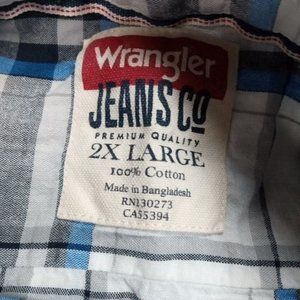 Wrangler
JEANS CO
PREMIUM QUALITY
2X LARGE
100% Cotton
Made in Bangladesh
RN130273
CA55394